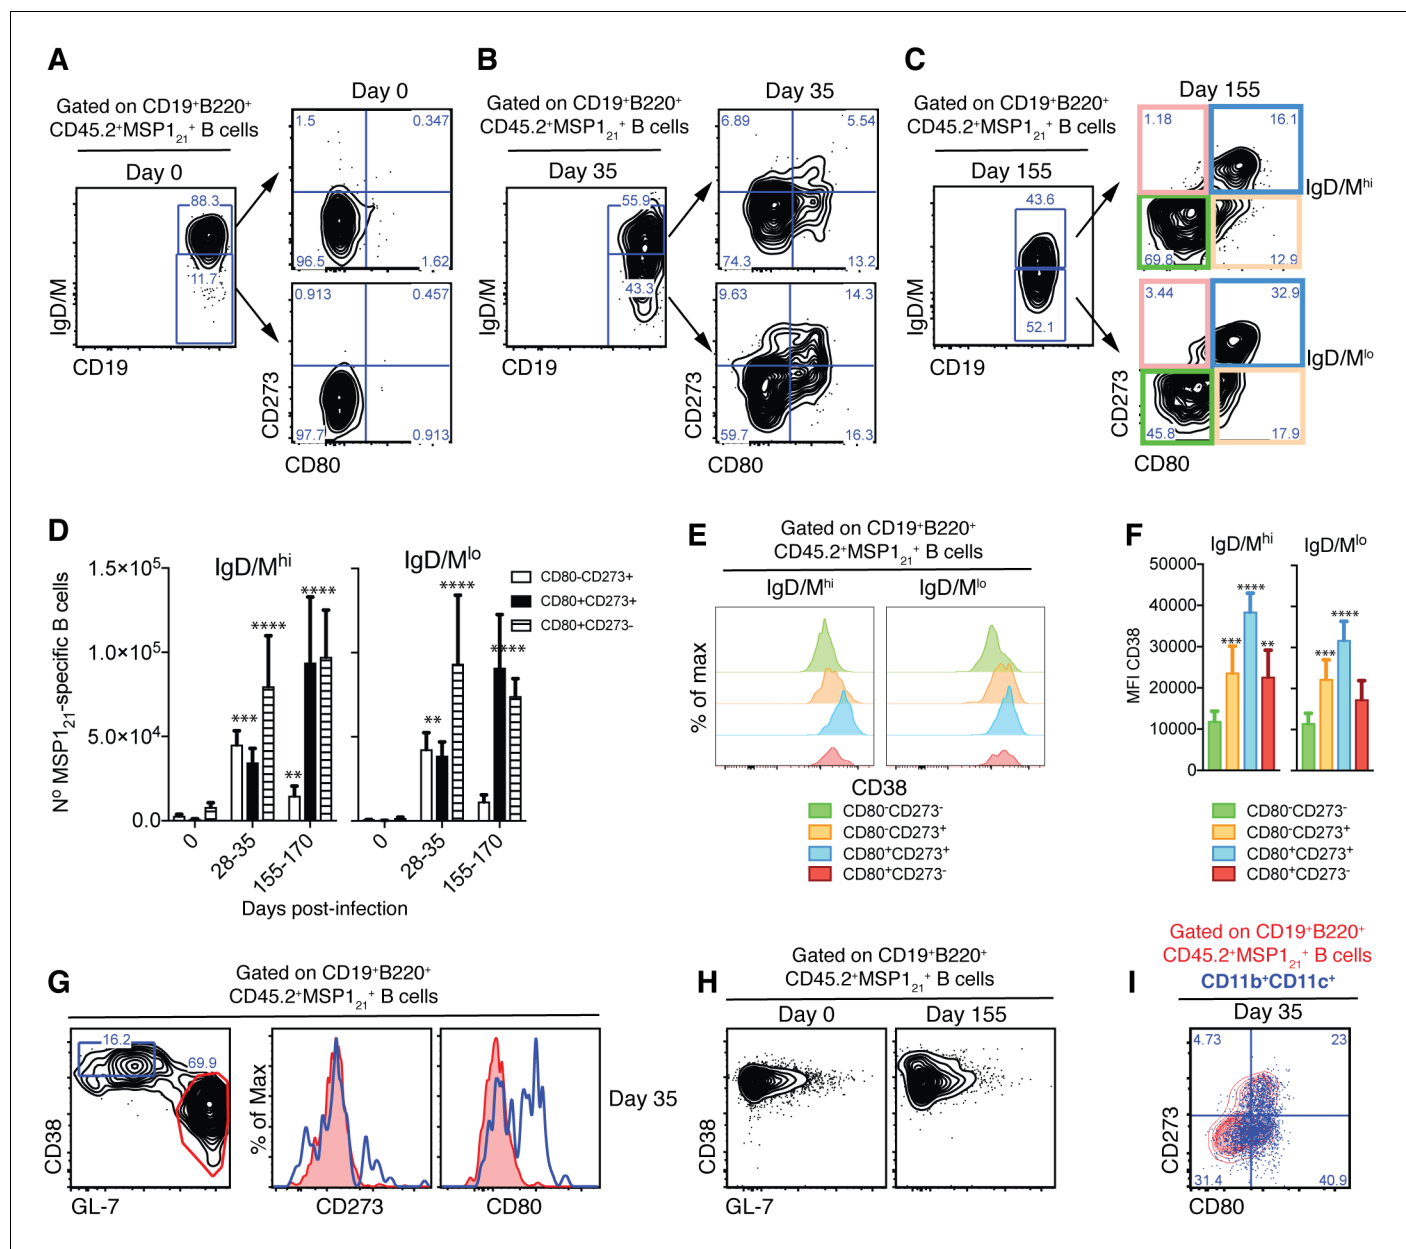 A
Gated on CD19⁺B220⁺
CD45.2⁺MSP1₂₁⁺ B cells
Day 0
88.3
11.7
IgD/M
CD19
Day 0
1.5
0.347
96.5
1.62
0.913
0.457
97.7
0.913
CD273
CD80
B
Gated on CD19⁺B220⁺
CD45.2⁺MSP1₂₁⁺ B cells
Day 35
55.9
43.3
IgD/M
CD19
Day 35
6.89
5.54
74.3
13.2
9.63
14.3
59.7
16.3
CD273
CD80
C
Gated on CD19⁺B220⁺
CD45.2⁺MSP1₂₁⁺ B cells
Day 155
43.6
52.1
IgD/M
CD19
Day 155
1.18
16.1
69.8
12.9
IgD/Mʰⁱ
3.44
32.9
45.8
17.9
IgD/Mˡᵒ
CD273
CD80
D
IgD/Mʰⁱ
IgD/Mˡᵒ
Nº MSP1₂₁-specific B cells
1.5×10⁵
1.0×10⁵
5.0×10⁴
0.0
***
****
**
****
**
****
****
CD80-CD273+
CD80+CD273+
CD80+CD273-
0
28-35
155-170
0
28-35
155-170
Days post-infection
E
Gated on CD19⁺B220⁺
CD45.2⁺MSP1₂₁⁺ B cells
IgD/Mʰⁱ
IgD/Mˡᵒ
% of max
CD38
CD80⁻CD273⁻
CD80⁻CD273⁺
CD80⁺CD273⁺
CD80⁺CD273⁻
F
IgD/Mʰⁱ
IgD/Mˡᵒ
MFI CD38
50000
40000
30000
20000
10000
0
***
****
**
***
****
CD80⁻CD273⁻
CD80⁻CD273⁺
CD80⁺CD273⁺
CD80⁺CD273⁻
G
Gated on CD19⁺B220⁺
CD45.2⁺MSP1₂₁⁺ B cells
16.2
69.9
CD38
GL-7
% of Max
CD273
CD80
Day 35
H
Gated on CD19⁺B220⁺
CD45.2⁺MSP1₂₁⁺ B cells
Day 0
Day 155
CD38
GL-7
I
Gated on CD19⁺B220⁺
CD45.2⁺MSP1₂₁⁺ B cells
CD11b⁺CD11c⁺
Day 35
4.73
23
31.4
40.9
CD273
CD80